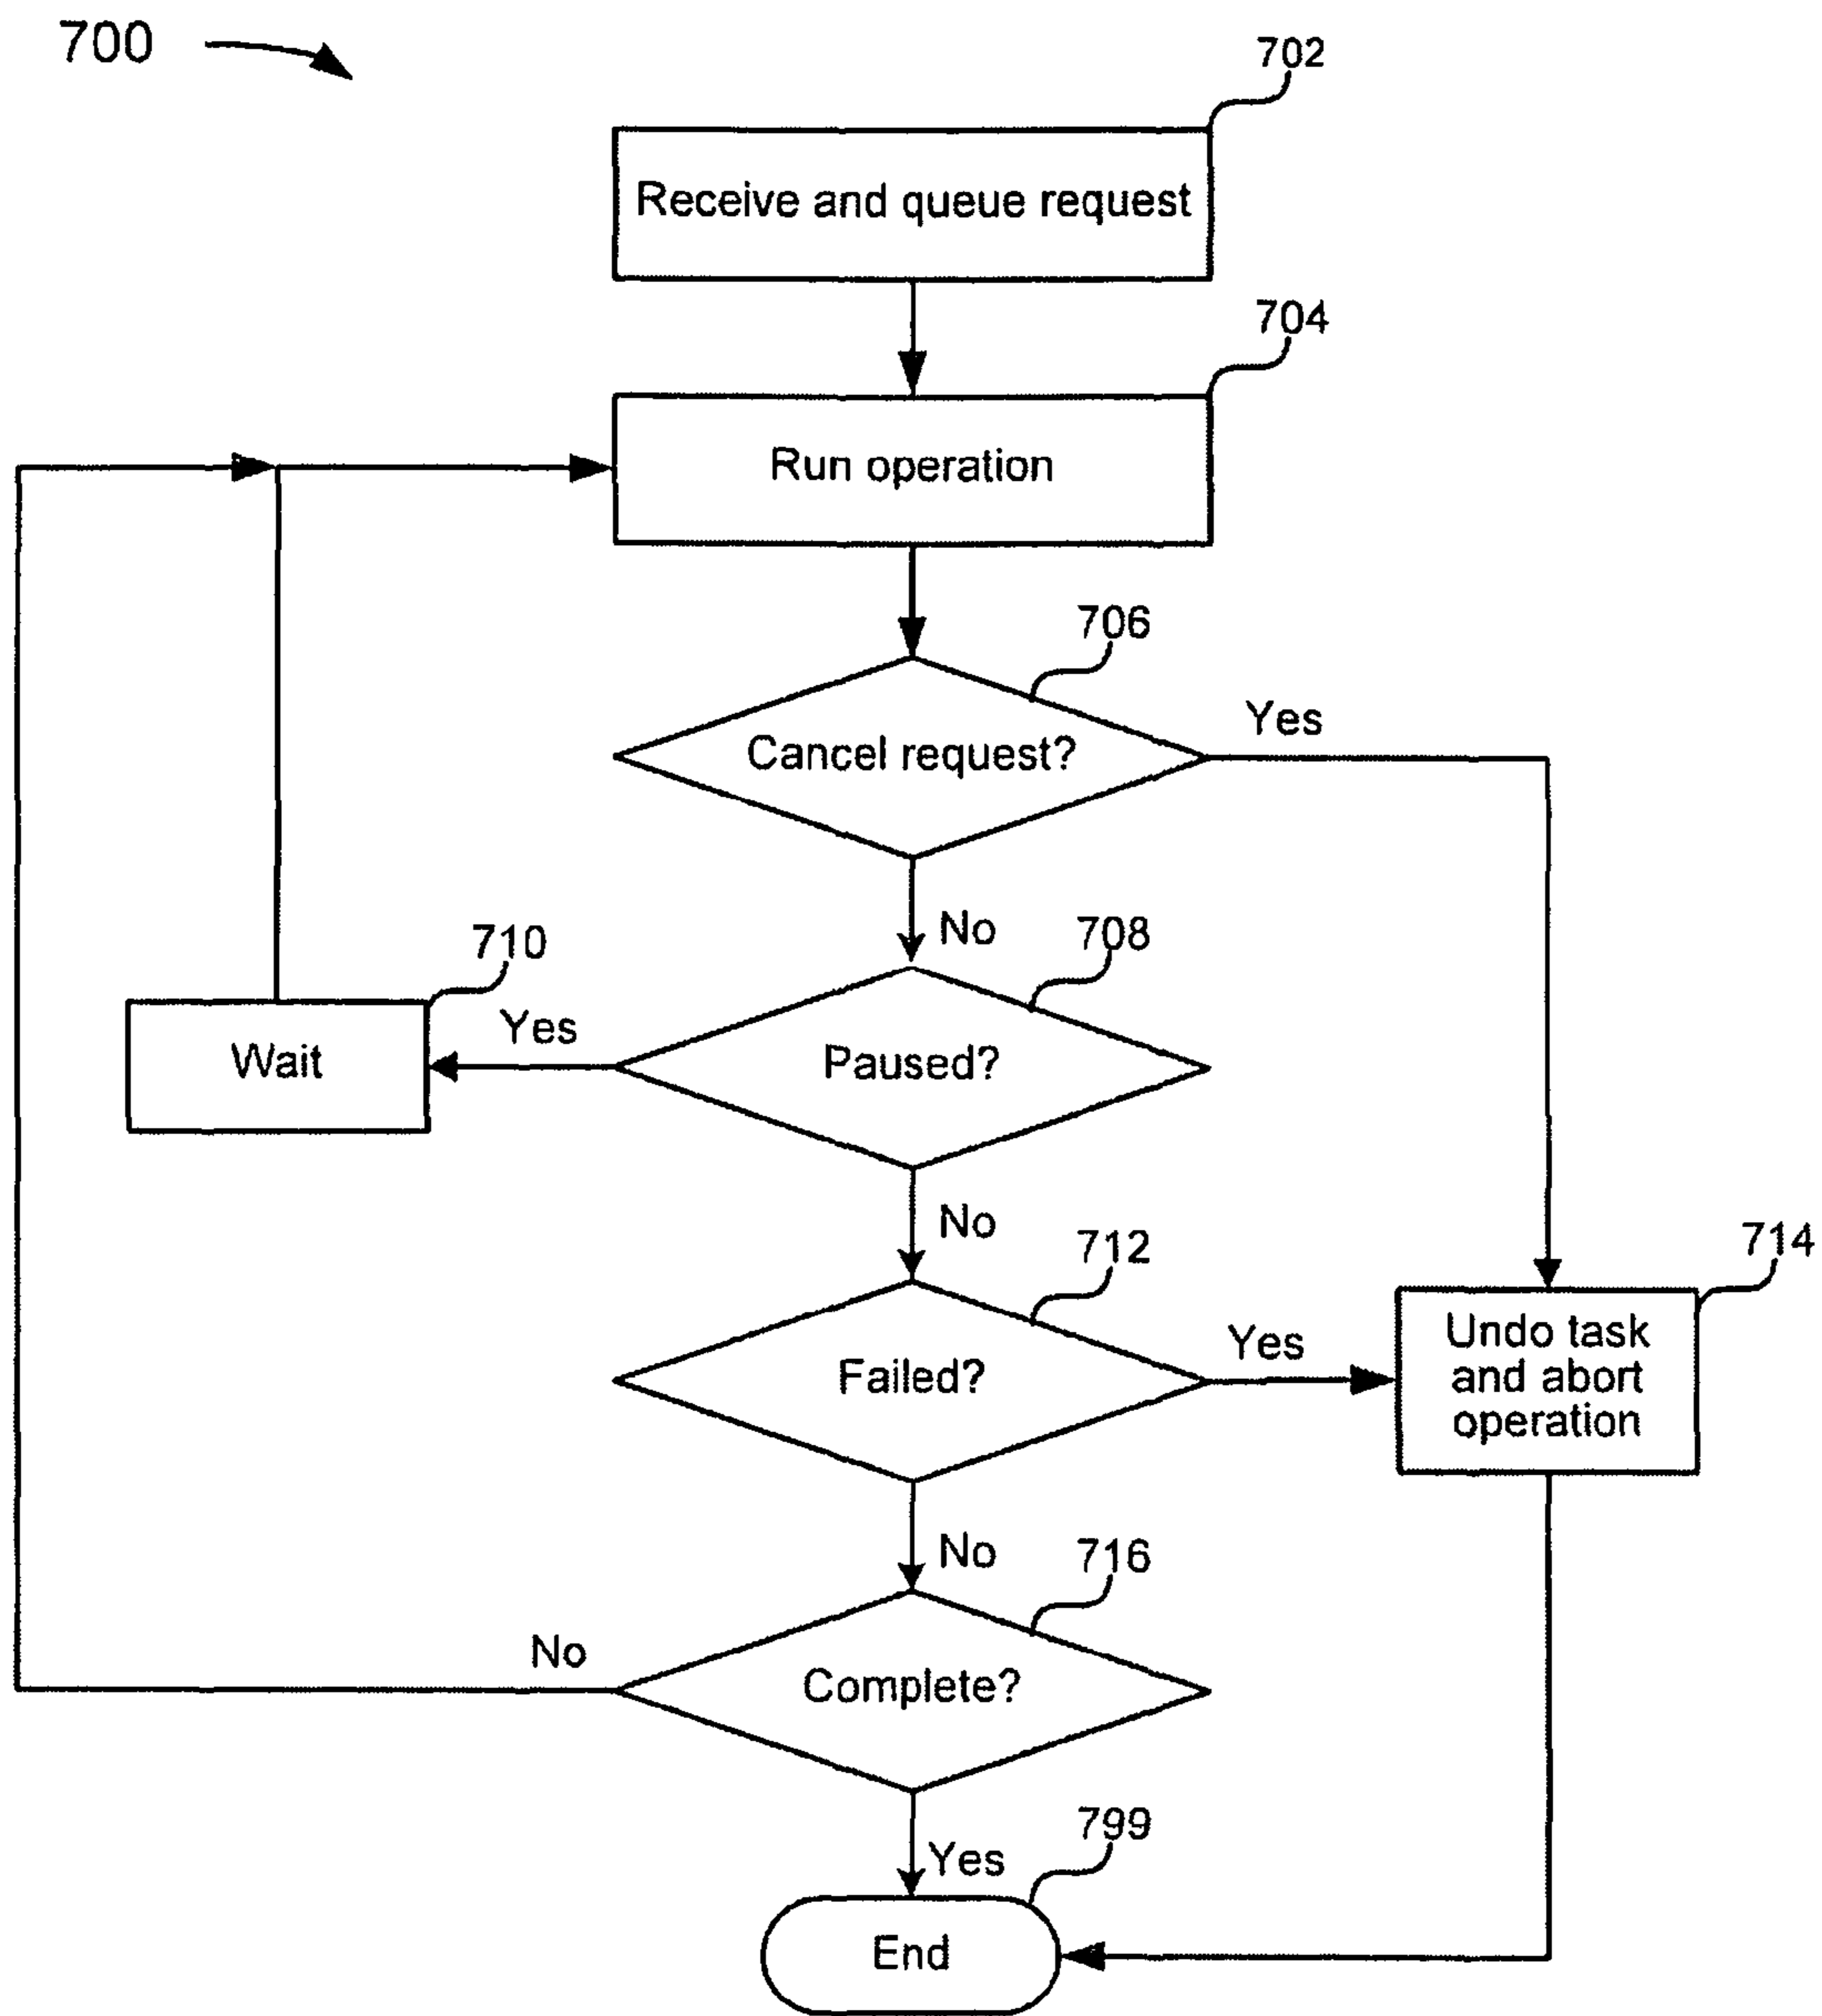 700
702
Receive and queue request
704
Run operation
706
Cancel request?
Yes
No
708
710
Yes
Wait
Paused?
No
712
714
Failed?
Yes
Undo task
and abort
operation
No
716
No
Complete?
Yes
799
End